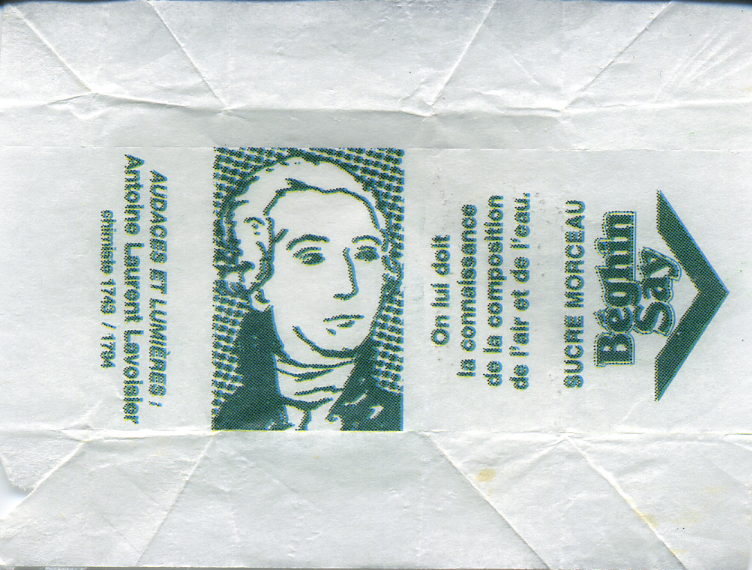 AUDACES ET LUMIÈRES /
Antoine Laurent Lavoisier
chimiste 1743 / 1794
On lui doit
la connaissance
de la composition
de l'air et de l'eau.
SUCRE MORCEAU
Béghin
Say